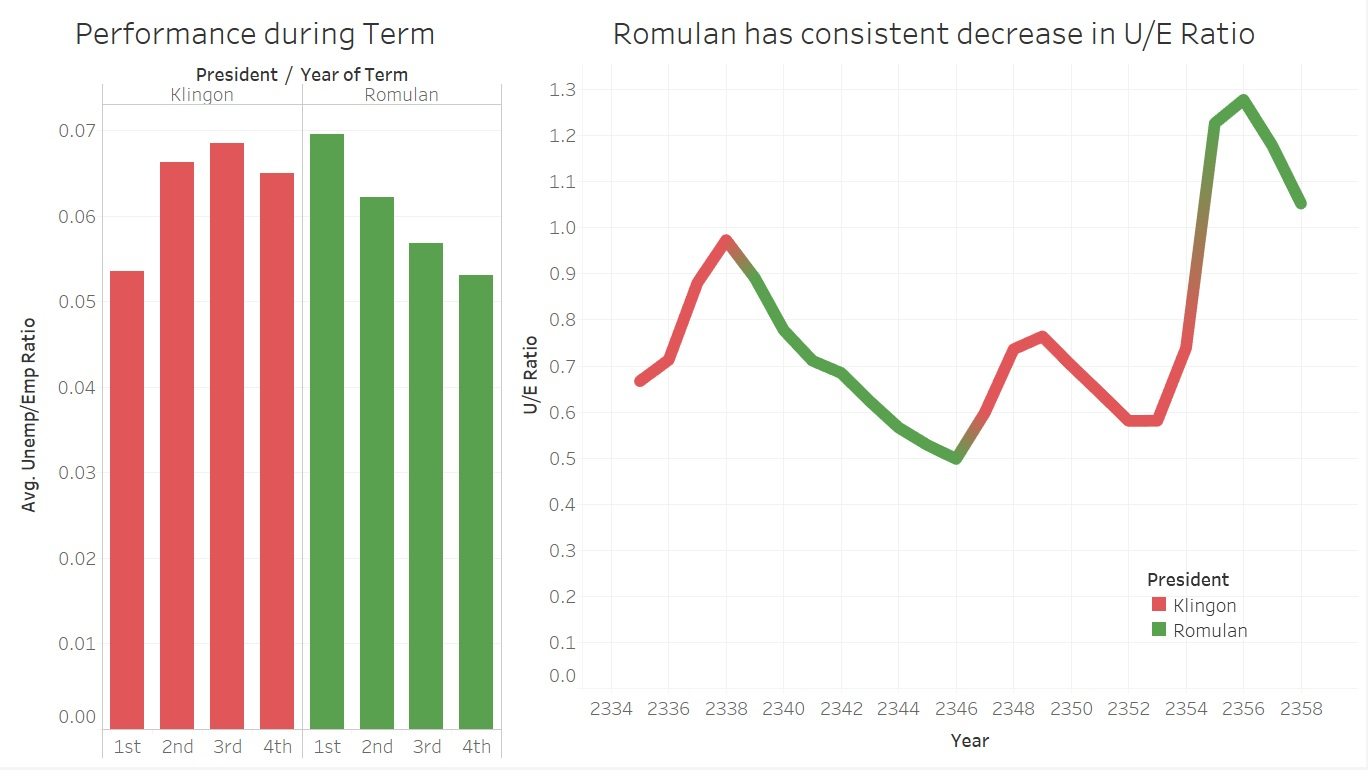 Performance during Term
President / Year of Term
Klingon Romulan
0.07
0.06
0.05
0.04
0.03
0.02
0.01
0.00
Avg. Unemp/Emp Ratio
1st 2nd 3rd 4th 1st 2nd 3rd 4th
Romulan has consistent decrease in U/E Ratio
1.3
1.2
1.1
1.0
0.9
0.8
0.7
0.6
0.5
0.4
0.3
0.2
0.1
0.0
U/E Ratio
2334 2336 2338 2340 2342 2344 2346 2348 2350 2352 2354 2356 2358
Year
President
Klingon
Romulan